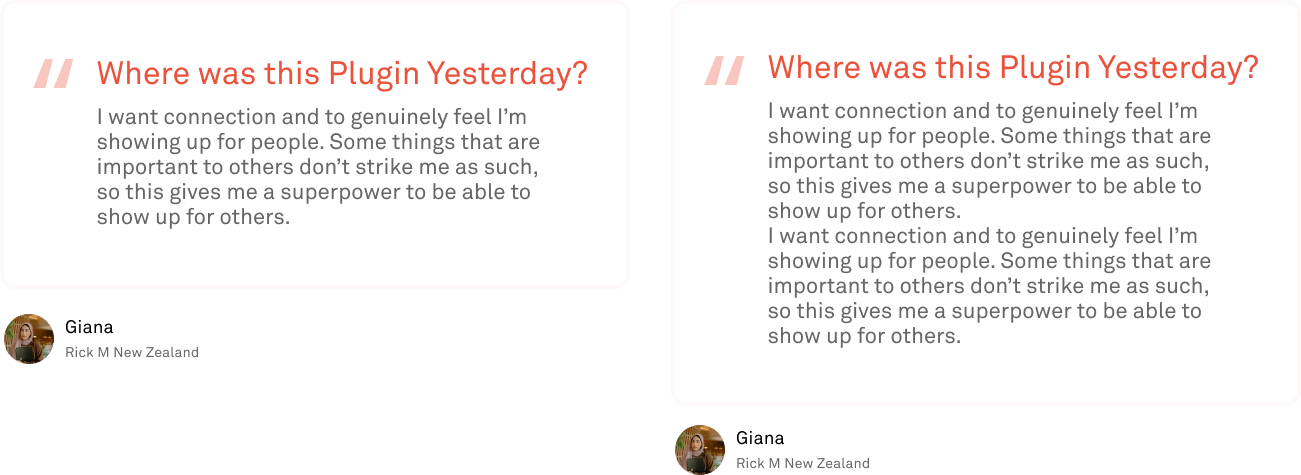 “
Where was this Plugin Yesterday?
I want connection and to genuinely feel I’m
showing up for people. Some things that are
important to others don’t strike me as such,
so this gives me a superpower to be able to
show up for others.
Giana
Rick M New Zealand
“
Where was this Plugin Yesterday?
I want connection and to genuinely feel I’m
showing up for people. Some things that are
important to others don’t strike me as such,
so this gives me a superpower to be able to
show up for others.
I want connection and to genuinely feel I’m
showing up for people. Some things that are
important to others don’t strike me as such,
so this gives me a superpower to be able to
show up for others.
Giana
Rick M New Zealand